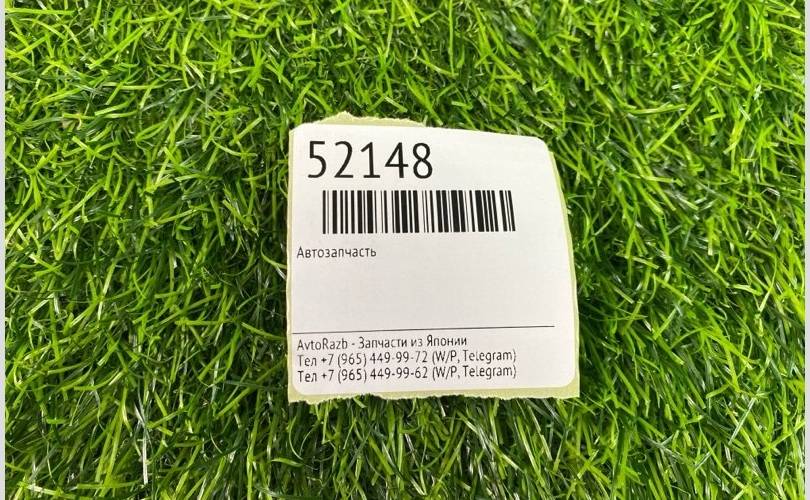 52148
Автозапчасть
AvtoRazb - Запчасти из Японии
Тел +7 (965) 449-99-72 (W/P, Telegram)
Тел +7 (965) 449-99-62 (W/P, Telegram)